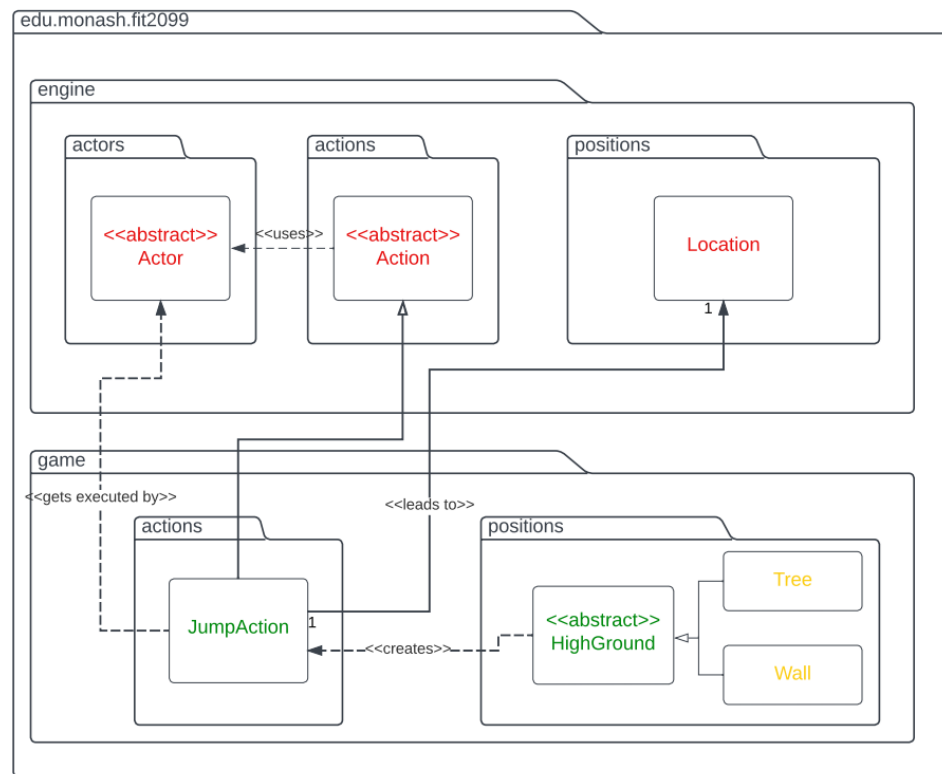 edu.monash.fit2099
engine
actors
actions
positions
<<abstract>>
Actor
<<uses>>
<<abstract>>
Action
Location
1
game
<<gets executed by>>
<<leads to>>
actions
positions
JumpAction
1
<<creates>>
<<abstract>>
HighGround
Tree
Wall